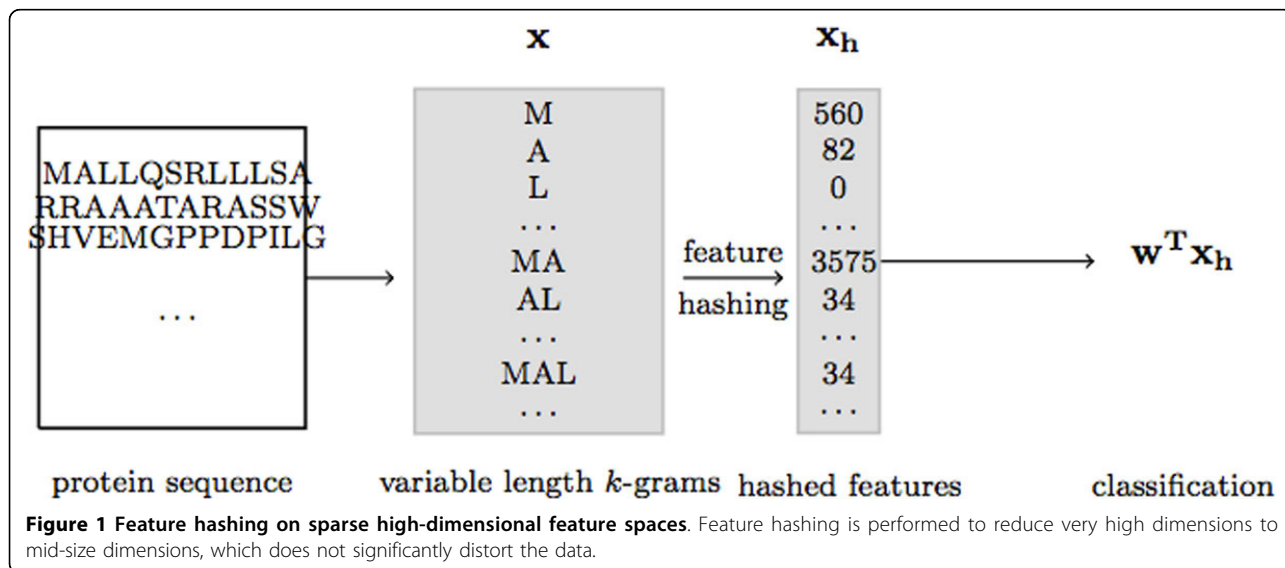 x
x_h
MALLQSRLLLSA
RRAAATARASSW
SHVEMGPPDPILG
...
M
A
L
...
MA
AL
...
MAL
...
feature
hashing
560
82
0
...
3575
34
...
34
...
w^T x_h
protein sequence
variable length k-grams
hashed features
classification
Figure 1 Feature hashing on sparse high-dimensional feature spaces. Feature hashing is performed to reduce very high dimensions to
mid-size dimensions, which does not significantly distort the data.